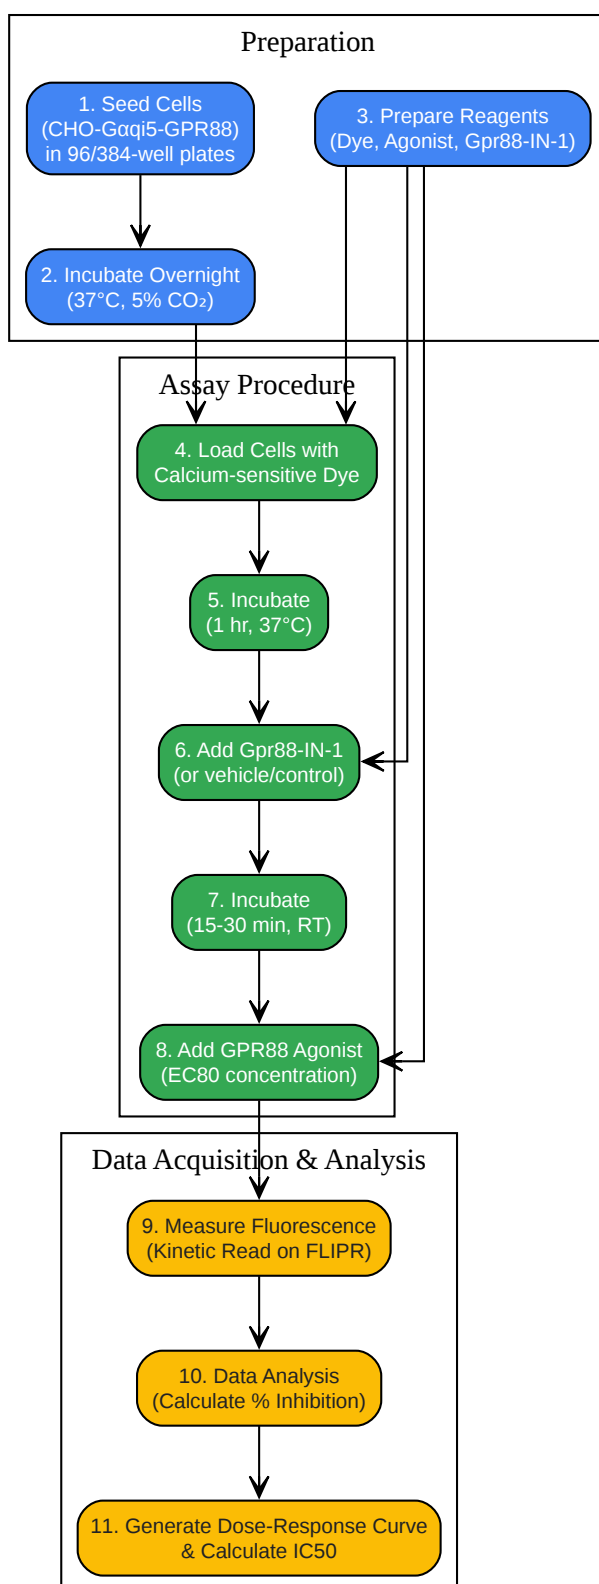 Preparation
1. Seed Cells
(CHO-Gαqi5-GPR88)
in 96/384-well plates
3. Prepare Reagents
(Dye, Agonist, Gpr88-IN-1)
2. Incubate Overnight
(37°C, 5% CO₂)
Assay Procedure
4. Load Cells with
Calcium-sensitive Dye
5. Incubate
(1 hr, 37°C)
6. Add Gpr88-IN-1
(or vehicle/control)
7. Incubate
(15-30 min, RT)
8. Add GPR88 Agonist
(EC80 concentration)
Data Acquisition & Analysis
9. Measure Fluorescence
(Kinetic Read on FLIPR)
10. Data Analysis
(Calculate % Inhibition)
11. Generate Dose-Response Curve
& Calculate IC50